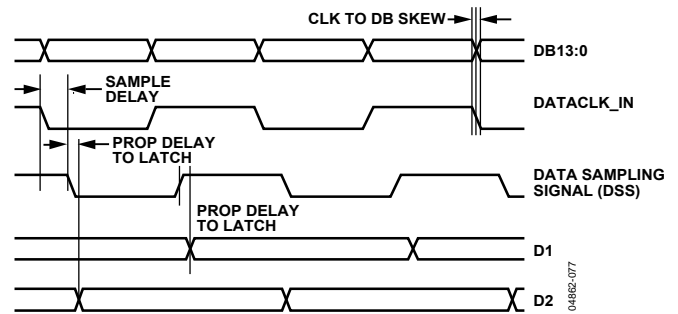 CLK TO DB SKEW
DB13:0
SAMPLE
DELAY
DATACLK_IN
PROP DELAY
TO LATCH
DATA SAMPLING
SIGNAL (DSS)
PROP DELAY
TO LATCH
D1
D2
04862-077